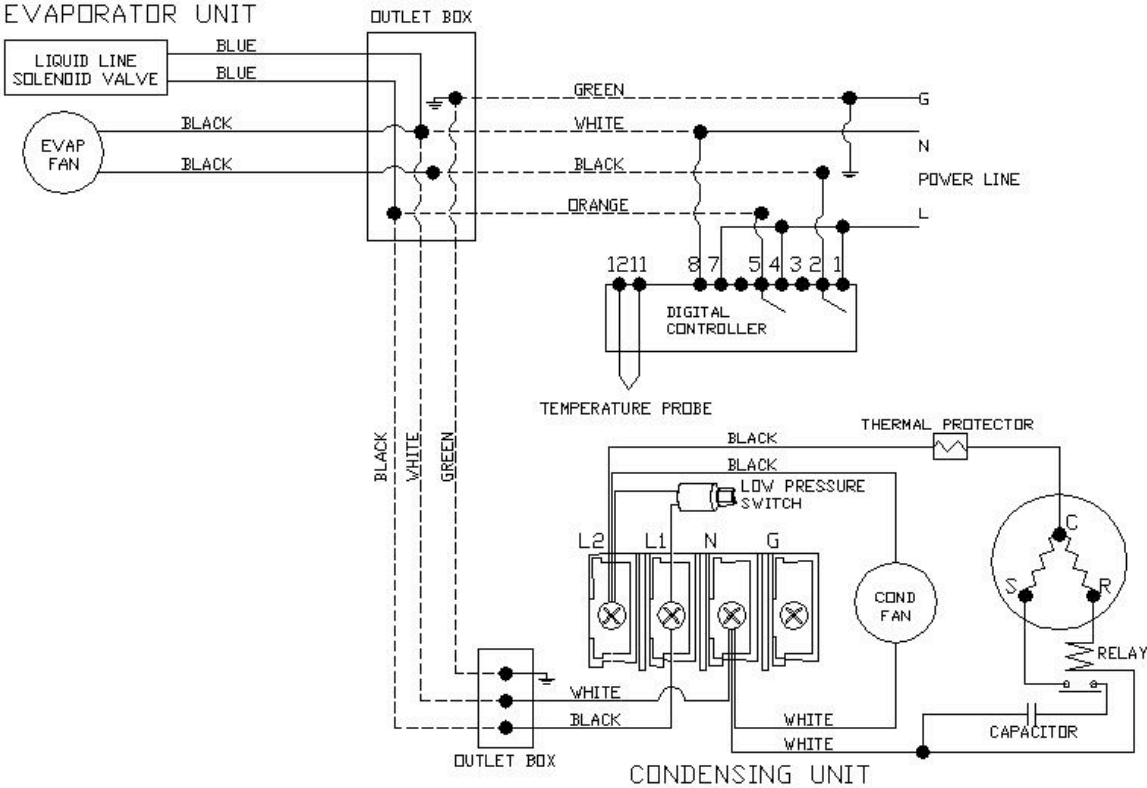 EVAPORATOR UNIT
OUTLET BOX
LIQUID LINE
SOLENOID VALVE
BLUE
BLUE
EVAP
FAN
BLACK
BLACK
GREEN
WHITE
BLACK
ORANGE
G
N
POWER LINE
L
12 11 8 7 5 4 3 2 1
DIGITAL
CONTROLLER
TEMPERATURE PROBE
BLACK
WHITE
GREEN
THERMAL PROTECTOR
BLACK
BLACK
LOW PRESSURE
SWITCH
L2 L1 N G
COND
FAN
C
S
R
RELAY
WHITE
BLACK
WHITE
WHITE
CAPACITOR
OUTLET BOX
CONDENSING UNIT